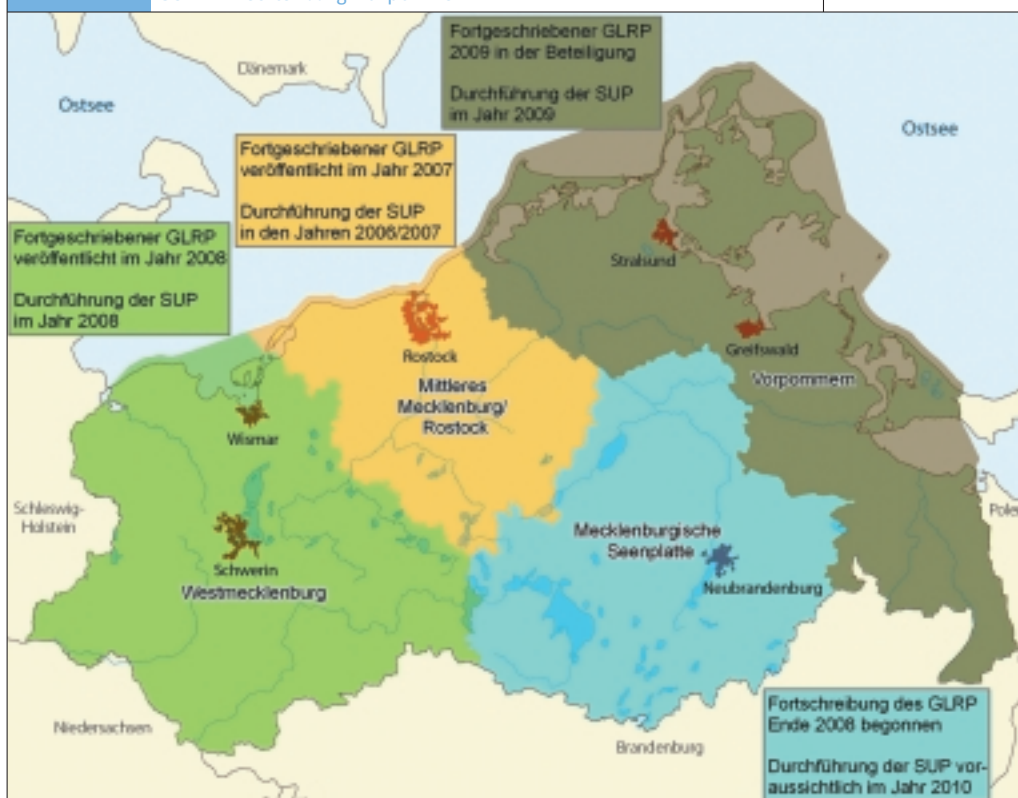 Fortgeschriebener GLRP
2009 in der Beteiligung
Durchführung der SUP
im Jahr 2009
Dänemark
Ostsee
Ostsee
Fortgeschriebener GLRP
veröffentlicht im Jahr 2007
Durchführung der SUP
in den Jahren 2006/2007
Fortgeschriebener GLRP
veröffentlicht im Jahr 2008
Durchführung der SUP
im Jahr 2008
Stralsund
Greifswald
Vorpommern
Rostock
Mittleres
Mecklenburg/
Rostock
Wismar
Schleswig-
Holstein
Schwerin
Westmecklenburg
Mecklenburgische
Seenplatte
Neubrandenburg
Polen
Niedersachsen
Brandenburg
Fortschreibung des GLRP
Ende 2008 begonnen
Durchführung der SUP vor-
aussichtlich im Jahr 2010